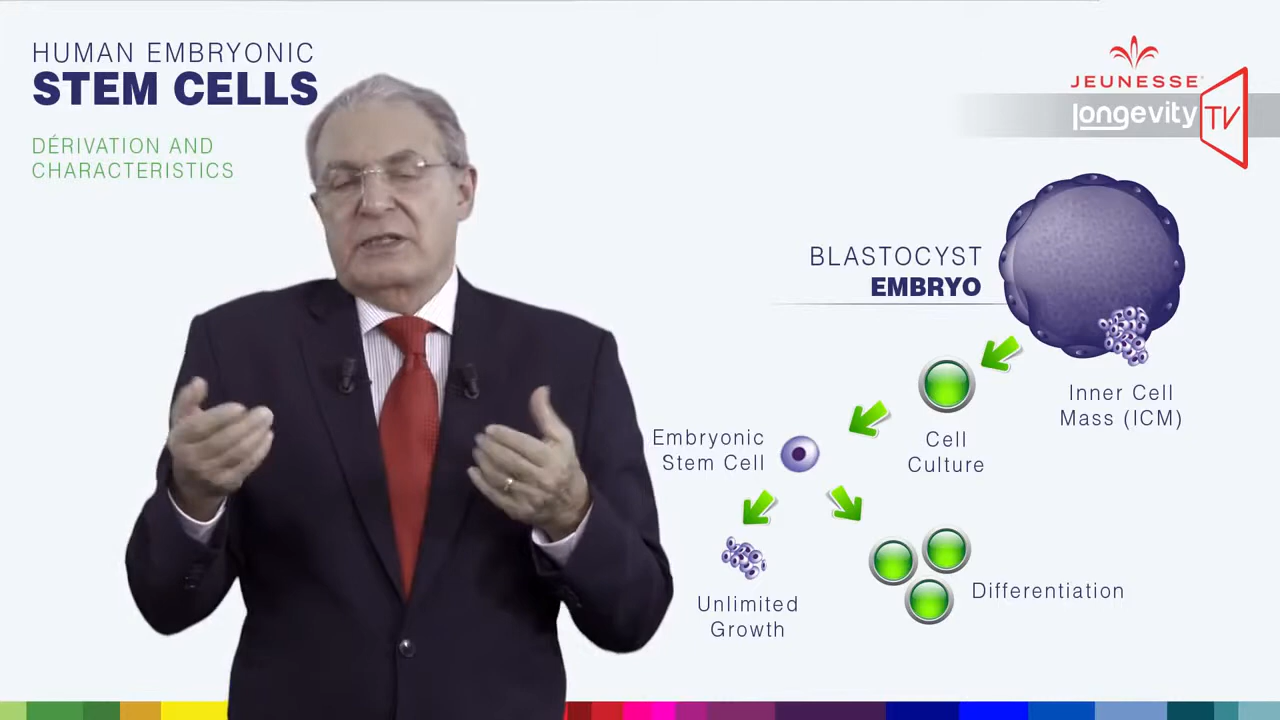 HUMAN EMBRYONIC
STEM CELLS
DÉRIVATION AND
CHARACTERISTICS
JEUNESSE
longevity TV
BLASTOCYST
EMBRYO
Inner Cell
Mass (ICM)
Cell
Culture
Embryonic
Stem Cell
Unlimited
Growth
Differentiation